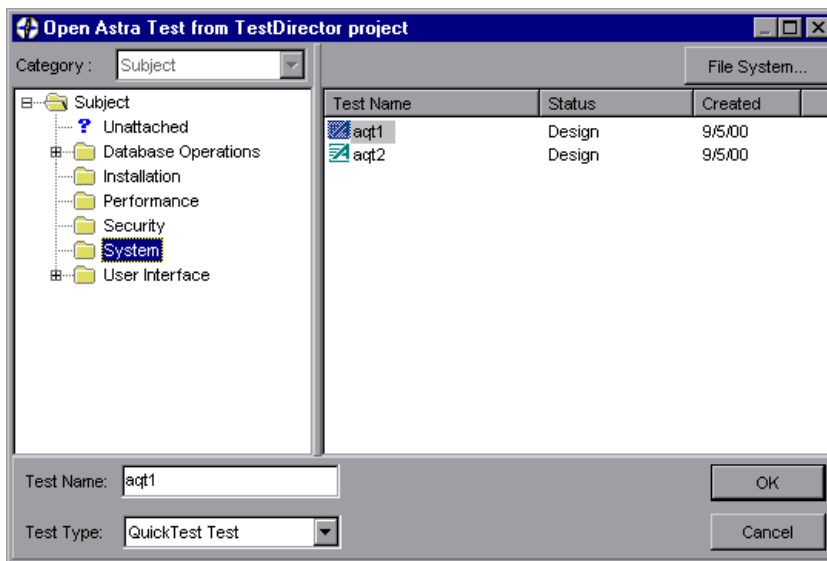 Open Astra Test from TestDirector project
Category : Subject
File System...
Subject
Unattached
Database Operations
Installation
Performance
Security
System
User Interface
Test Name Status Created
aqt1 Design 9/5/00
aqt2 Design 9/5/00
Test Name: aqt1
OK
Test Type: QuickTest Test
Cancel